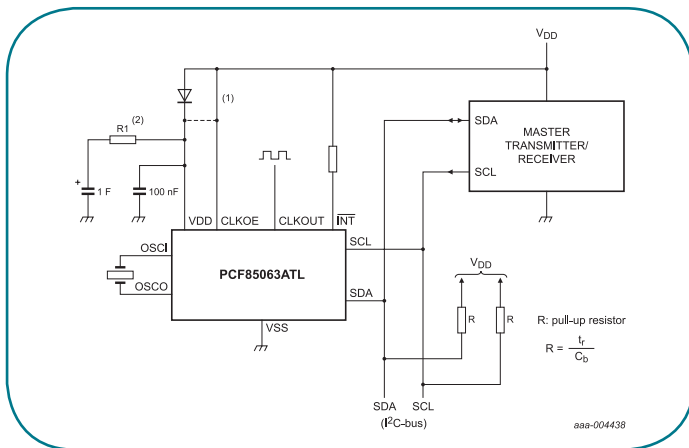 VDD
(1)
R1 (2)
SDA
MASTER
TRANSMITTER/
RECEIVER
SCL
+
1 F
100 nF
VDD
CLKOE
CLKOUT
INT
OSCI
SCL
PCF85063ATL
OSCO
SDA
VSS
VDD
R
R
R: pull-up resistor
R = tr / Cb
SDA
SCL
(I²C-bus)
aaa-004438